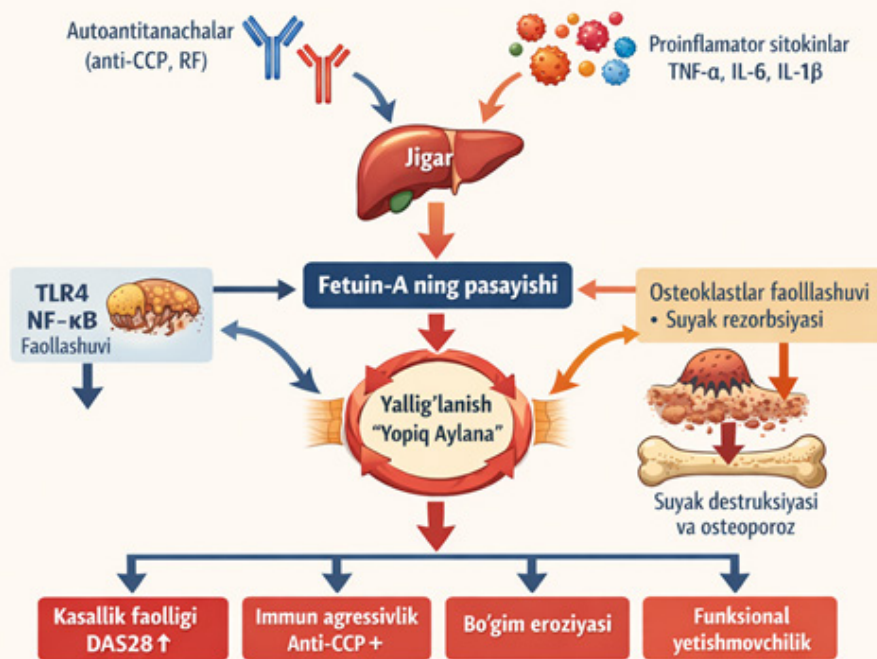 Autoantitanachalar
(anti-CCP, RF)
Proinflamator sitokinlar
TNF-α, IL-6, IL-1β
Jigar
Fetuin-A ning pasayishi
TLR4
NF-κB
Faollashuvi
Osteoklastlar faolllashuvi
• Suyak rezorbsiyasi
Yallig'lanish
"Yopiq Aylana"
Suyak destruksiyasi
va osteoporoz
Kasallik faolligi
DAS28 ↑
Immun agressivlik
Anti-CCP +
Bo'gim eroziyasi
Funksional
yetishmovchilik